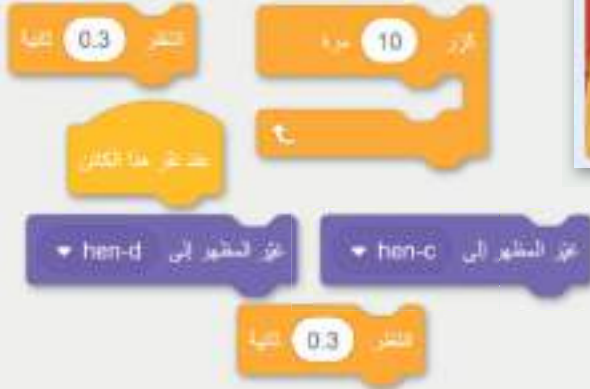 انتظر 0.3 ثانية
كرّر 10 مرة
عند نقر هذا الكائن
غيّر المظهر إلى hen-d
غيّر المظهر إلى hen-c
انتظر 0.3 ثانية